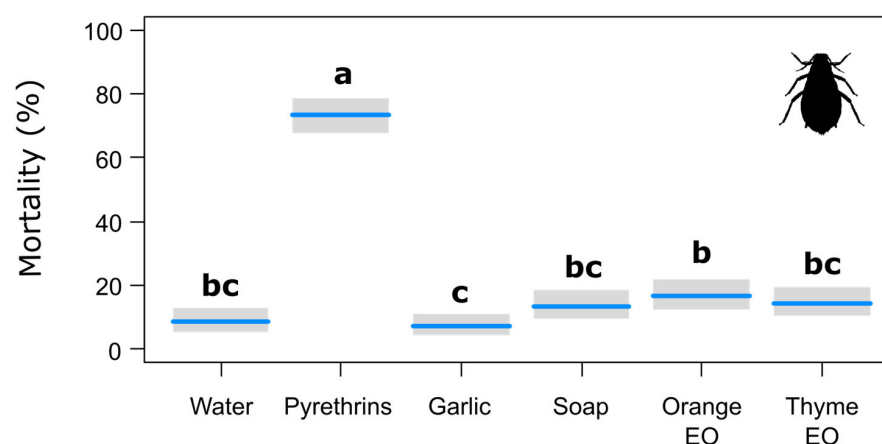 Mortality (%)
100
80
60
40
20
0
a
bc
c
bc
b
bc
Water
Pyrethrins
Garlic
Soap
Orange
EO
Thyme
EO